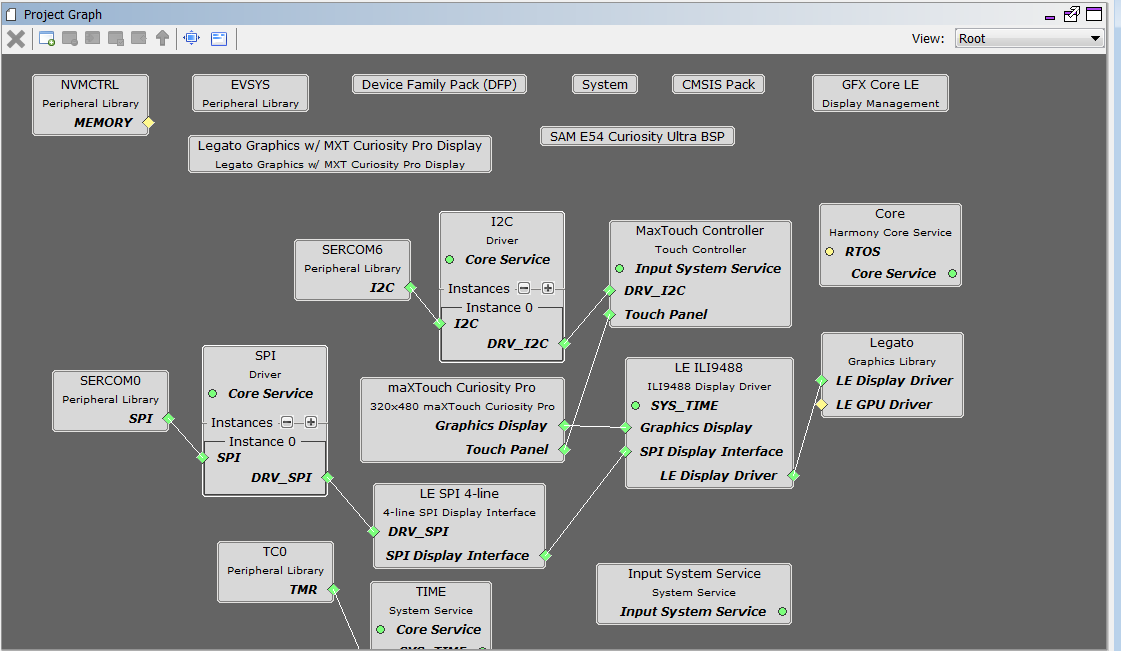 Project Graph
View: Root
NVMCTRL
Peripheral Library
MEMORY
EVSYS
Peripheral Library
Device Family Pack (DFP)
System
CMSIS Pack
GFX Core LE
Display Management
Legato Graphics w/ MXT Curiosity Pro Display
Legato Graphics w/ MXT Curiosity Pro Display
SAM E54 Curiosity Ultra BSP
SERCOM6
Peripheral Library
I2C
I2C
Driver
Core Service
Instances
Instance 0
I2C
DRV_I2C
MaxTouch Controller
Touch Controller
Input System Service
DRV_I2C
Touch Panel
Core
Harmony Core Service
RTOS
Core Service
SERCOM0
Peripheral Library
SPI
SPI
Driver
Core Service
Instances
Instance 0
SPI
DRV_SPI
maXTouch Curiosity Pro
320x480 maXTouch Curiosity Pro
Graphics Display
Touch Panel
LE ILI9488
ILI9488 Display Driver
SYS_TIME
Graphics Display
SPI Display Interface
LE Display Driver
Legato
Graphics Library
LE Display Driver
LE GPU Driver
LE SPI 4-line
4-line SPI Display Interface
DRV_SPI
SPI Display Interface
TC0
Peripheral Library
TMR
TIME
System Service
Core Service
SYS_TIME
Input System Service
System Service
Input System Service